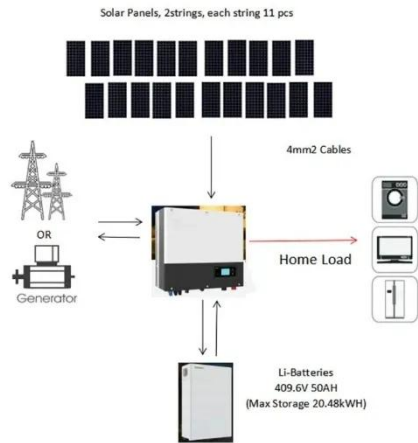 Solar Panels, 2strings, each string 11 pcs
4mm2 Cables
OR
Generator
Home Load
Li-Batteries
409.6V 50AH
(Max Storage 20.48kWH)